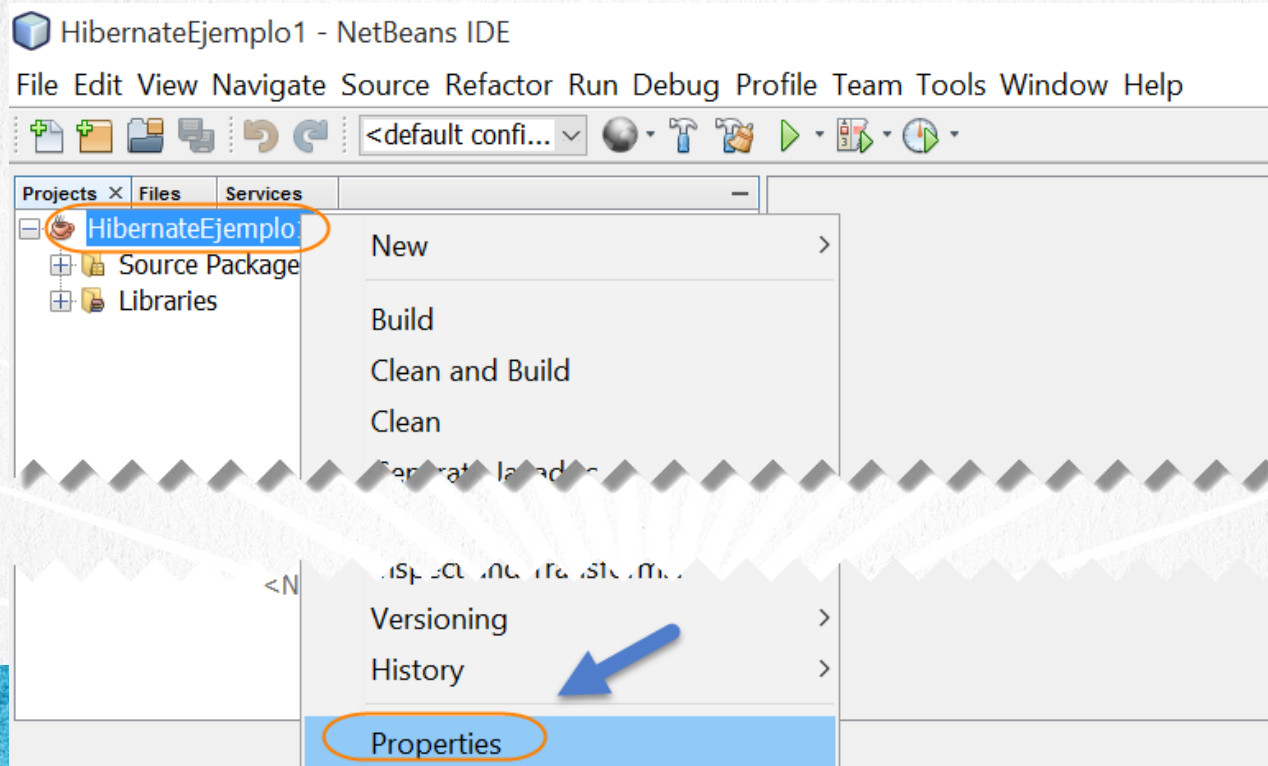 HibernateEjemplo1 - NetBeans IDE
File Edit View Navigate Source Refactor Run Debug Profile Team Tools Window Help
<default confi...
Projects × Files Services
HibernateEjemplo
New
Source Package
Libraries
Build
Clean and Build
Clean
<N
Versioning
History
Properties